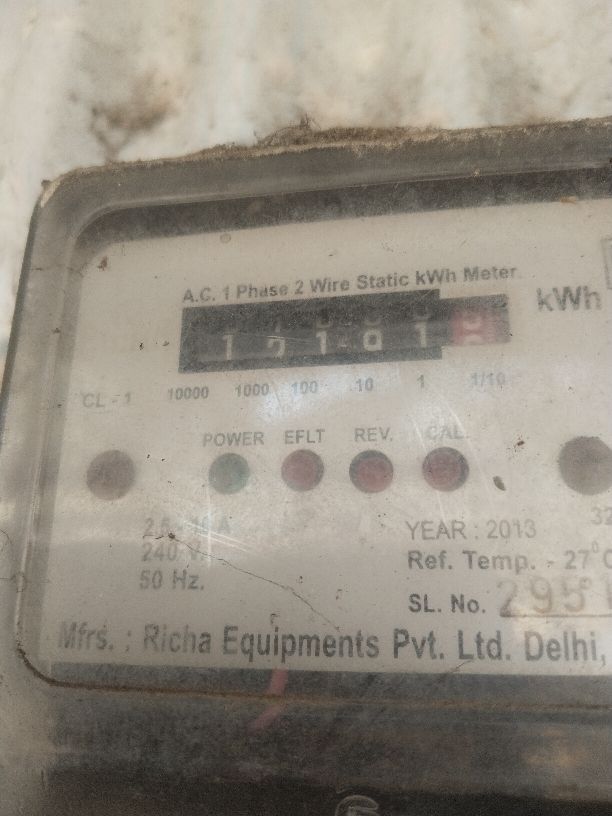 A.C. 1 Phase 2 Wire Static kWh Meter
kWh
CL - 1 10000 1000 100 10 1 1/10
POWER EFLT REV. CAL.
240 V.
50 Hz.
YEAR : 2013
Ref. Temp. - 27°C
SL. No. 295
Mfrs. : Richa Equipments Pvt. Ltd. Delhi,